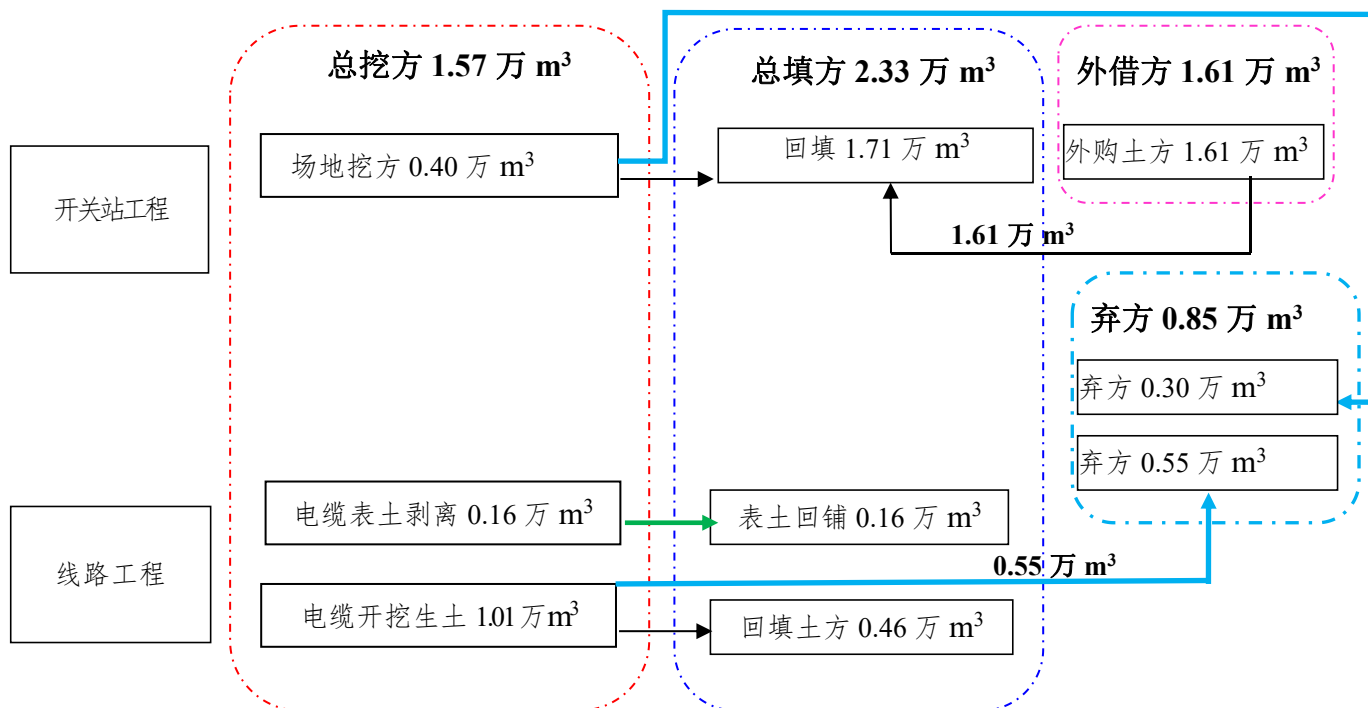 总挖方 1.57 万 m³
总填方 2.33 万 m³
外借方 1.61 万 m³
开关站工程
场地挖方 0.40 万 m³
回填 1.71 万 m³
外购土方 1.61 万 m³
1.61 万 m³
弃方 0.85 万 m³
弃方 0.30 万 m³
弃方 0.55 万 m³
线路工程
电缆表土剥离 0.16 万 m³
表土回铺 0.16 万 m³
0.55 万 m³
电缆开挖生土 1.01 万 m³
回填土方 0.46 万 m³